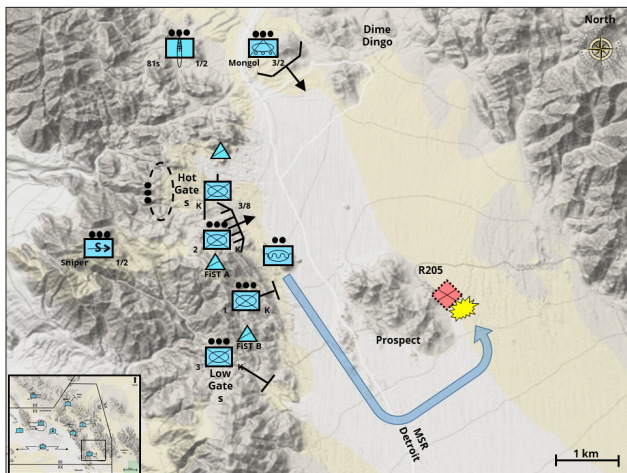 North
Dime
Dingo
81s
1/2
Mongol
3/2
Hot
Gate
s
K
3/8
2
K
FiST A
S
Sniper
1/2
1
K
R205
Prospect
FiST B
3
K
Low
Gate
s
MSR
Detroit
1 km